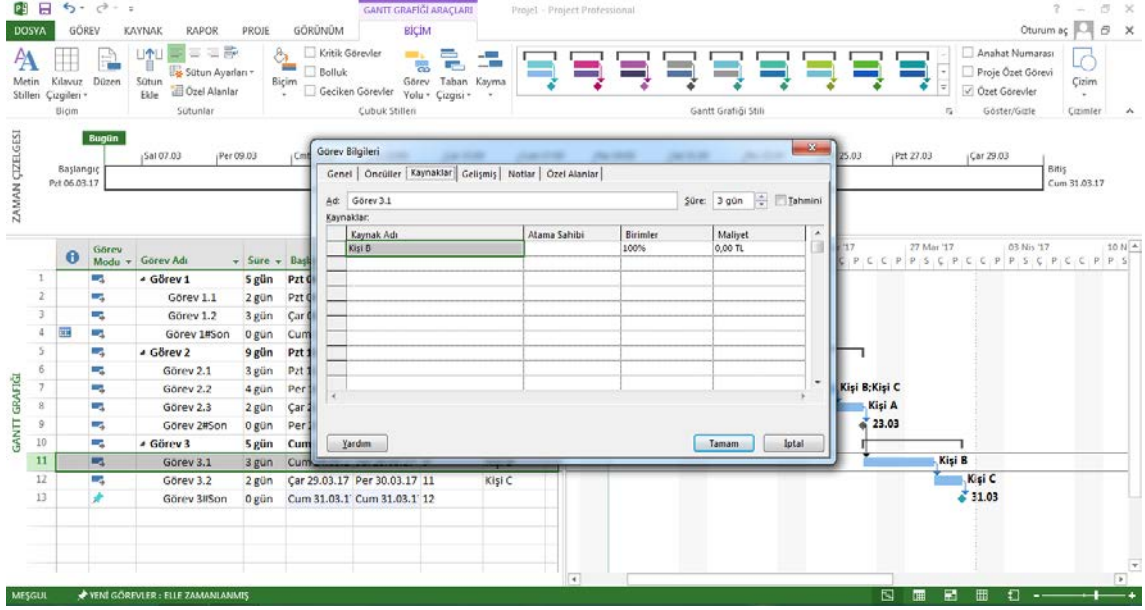 GANTT GRAFİĞİ ARAÇLARI
Proje1 - Project Professional
DOSYA GÖREV KAYNAK RAPOR PROJE GÖRÜNÜM BİÇİM Oturum aç
Metin Stilleri
Kılavuz Çizgileri
Düzen
Biçim
Sütun Ekle
Sütun Ayarları
Özel Alanlar
Sütunlar
Biçim
Kritik Görevler
Bolluk
Geciken Görevler
Görev Yolu
Taban Çizgisi
Kayma
Çubuk Stilleri
Gantt Grafiği Stili
Anahat Numarası
Proje Özet Görevi
Özet Görevler
Göster/Gizle
Çizim
Çizimler
ZAMAN ÇİZELGESİ
Bugün
Sal 07.03 Per 09.03 25.03 Pzt 27.03 Çar 29.03
Başlangıç
Pzt 06.03.17
Bitiş
Cum 31.03.17
Görev Bilgileri
Genel Öncüller Kaynaklar Gelişmiş Notlar Özel Alanlar
Ad: Görev 3.1 Süre: 3 gün Tahmini
Kaynaklar:
Kaynak Adı Atama Sahibi Birimler Maliyet
Kişi B 100% 0,00 TL
Yardım Tamam İptal
GANTT GRAFİĞİ
Görev Modu Görev Adı Süre
1 Görev 1 5 gün
2 Görev 1.1 2 gün
3 Görev 1.2 3 gün
4 Görev 1#Son 0 gün
5 Görev 2 9 gün
6 Görev 2.1 3 gün
7 Görev 2.2 4 gün
8 Görev 2.3 2 gün
9 Görev 2#Son 0 gün
10 Görev 3 5 gün
11 Görev 3.1 3 gün
12 Görev 3.2 2 gün Çar 29.03.17 Per 30.03.17 11 Kişi C
13 Görev 3#Son 0 gün Cum 31.03.1 Cum 31.03.1 12
'17 27 Mar '17 03 Nis '17 10 N
Ç P C C P P S Ç P C C P P S Ç P C C P P S
Kişi B;Kişi C
Kişi A
23.03
Kişi B
Kişi C
31.03
MEŞGUL YENİ GÖREVLER : ELLE ZAMANLANMIŞ